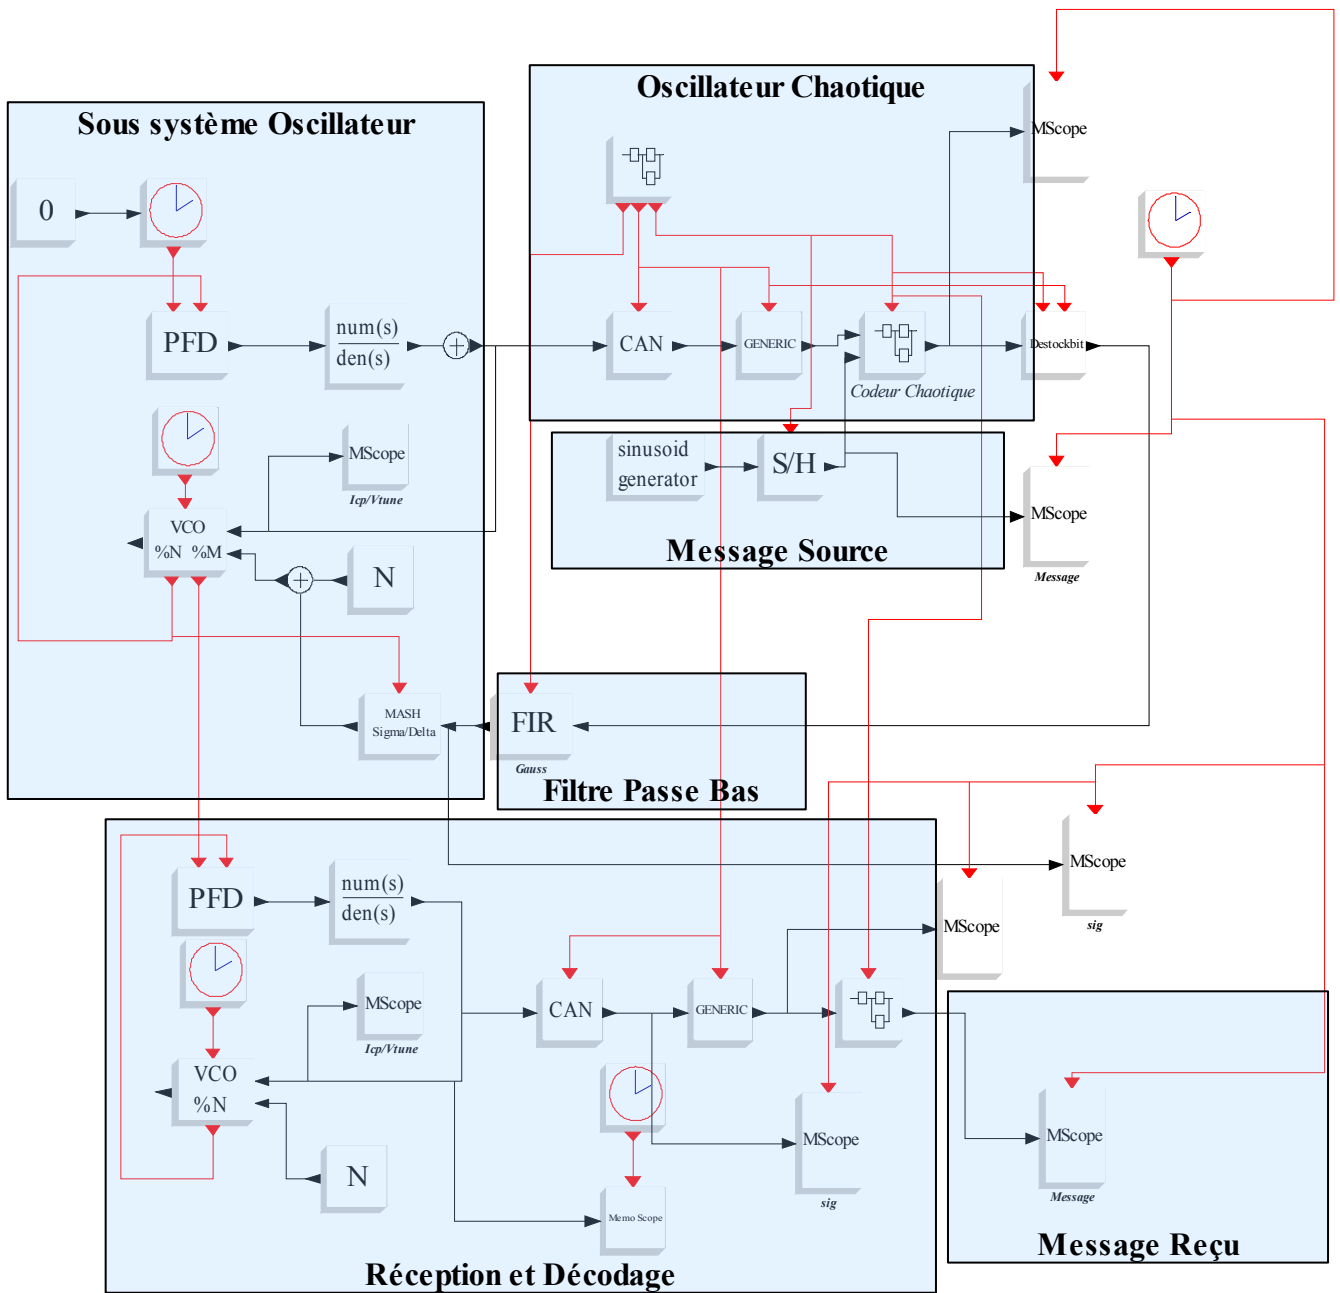 Oscillateur Chaotique
MScope
Sous système Oscillateur
0
PFD
num(s)
den(s)
+
CAN
GENERIC
Codeur Chaotique
Destockbit
MScope
Icp/Vtune
VCO
%N %M
+
N
sinusoid
generator
S/H
Message Source
MScope
Message
MASH
Sigma/Delta
FIR
Gauss
Filtre Passe Bas
PFD
num(s)
den(s)
MScope
sig
MScope
MScope
Icp/Vtune
CAN
GENERIC
VCO
%N
N
Memo Scope
MScope
sig
MScope
Message
Message Reçu
Réception et Décodage